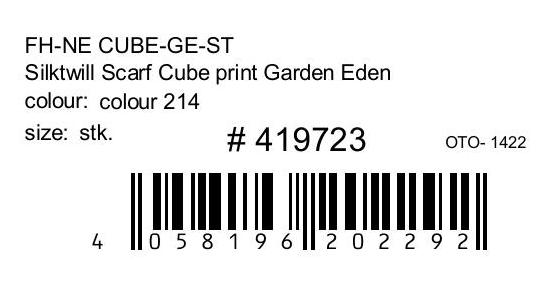 FH-NE CUBE-GE-ST
Silktwill Scarf Cube print Garden Eden
colour: colour 214
size: stk.
# 419723 OTO- 1422
4 058196 202292